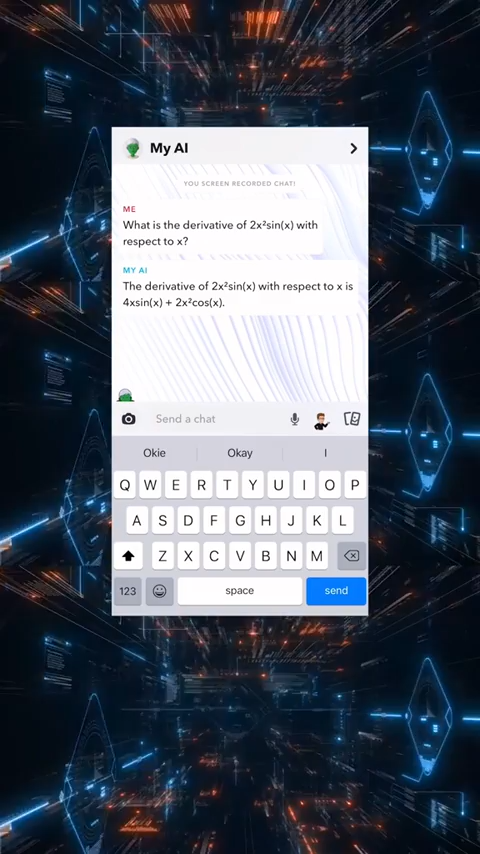 My AI
YOU SCREEN RECORDED CHAT!
ME
What is the derivative of 2x²sin(x) with
respect to x?
MY AI
The derivative of 2x²sin(x) with respect to x is
4xsin(x) + 2x²cos(x).
Send a chat
Okie Okay I
Q W E R T Y U I O P
A S D F G H J K L
Z X C V B N M
123 space send